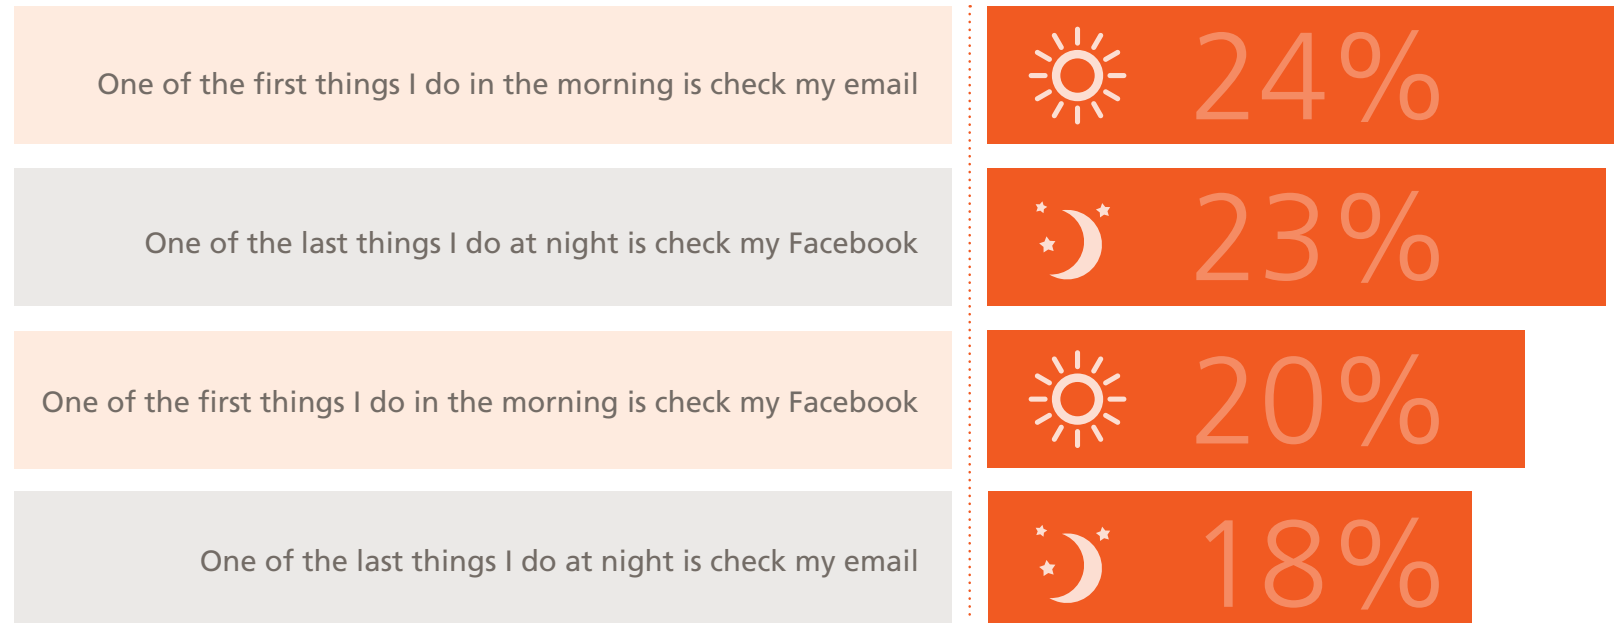 One of the first things I do in the morning is check my email
24%
One of the last things I do at night is check my Facebook
23%
One of the first things I do in the morning is check my Facebook
20%
One of the last things I do at night is check my email
18%